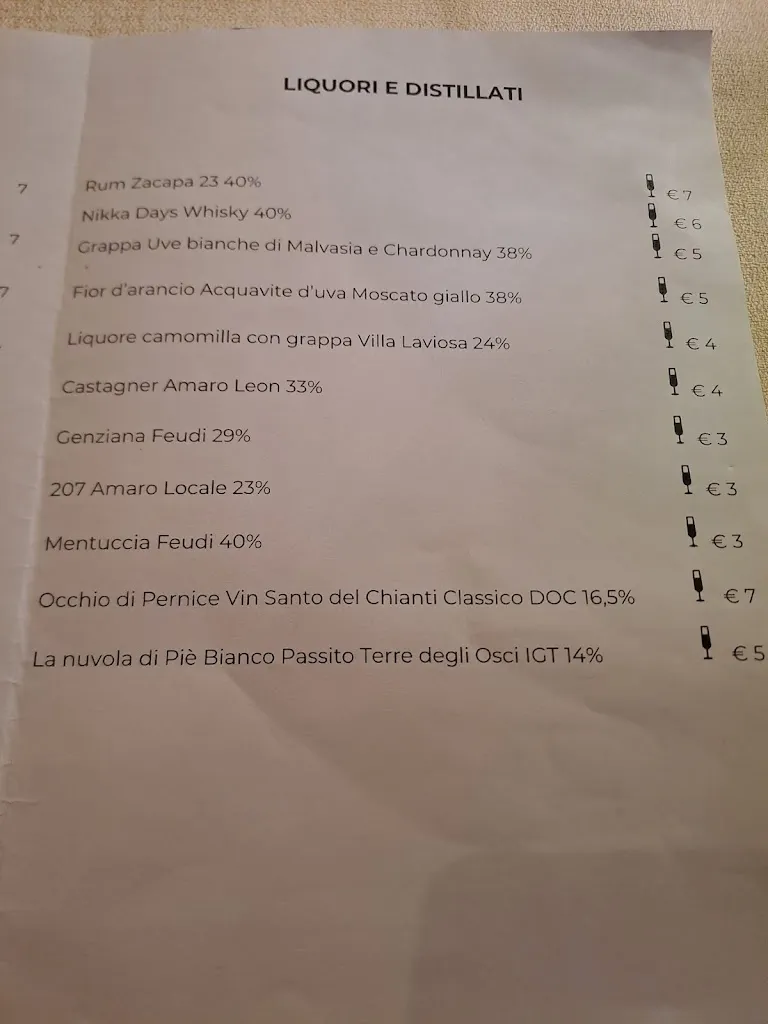 LIQUORI E DISTILLATI
7
7
7
Rum Zacapa 23 40% € 7
Nikka Days Whisky 40% € 6
Grappa Uve bianche di Malvasia e Chardonnay 38% € 5
Fior d'arancio Acquavite d'uva Moscato giallo 38% € 5
Liquore camomilla con grappa Villa Laviosa 24% € 4
Castagner Amaro Leon 33% € 4
Genziana Feudi 29% € 3
207 Amaro Locale 23% € 3
Mentuccia Feudi 40% € 3
Occhio di Pernice Vin Santo del Chianti Classico DOC 16,5% € 7
La nuvola di Piè Bianco Passito Terre degli Osci IGT 14% € 5